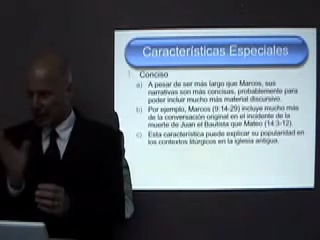 Características Especiales
1. Conciso
a) A pesar de ser más largo que Marcos, sus
narrativas son más concisas, probablemente para
poder incluir mucho más material discursivo.
b) Por ejemplo, Marcos (9:14-29) incluye mucho más
de la conversación original en el incidente de la
muerte de Juan el Bautista que Mateo (14:3-12).
c) Esta característica puede explicar su popularidad en
los contextos litúrgicos en la iglesia antigua.